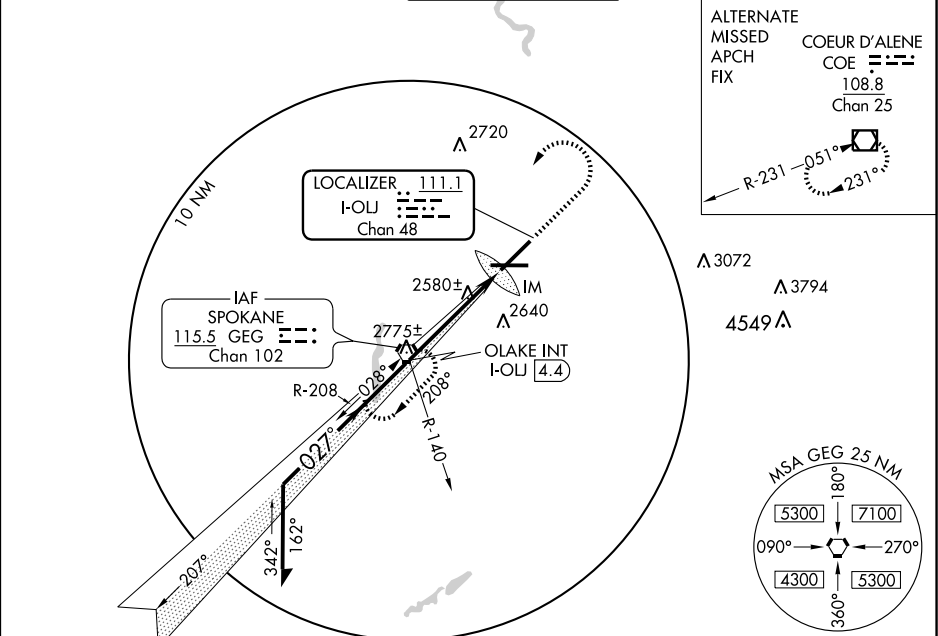 ALTERNATE
MISSED
APCH
FIX
COEUR D'ALENE
COE
108.8
Chan 25
R-231
051°
231°
10 NM
2720
LOCALIZER 111.1
I-OLJ
Chan 48
3072
3794
4549
2580±
IM
2640
IAF
SPOKANE
115.5 GEG
Chan 102
2775±
OLAKE INT
I-OLJ 4.4
R-208
028°
208°
R-140
027°
342°
162°
207°
MSA GEG 25 NM
180°
5300
7100
090°
270°
4300
5300
360°